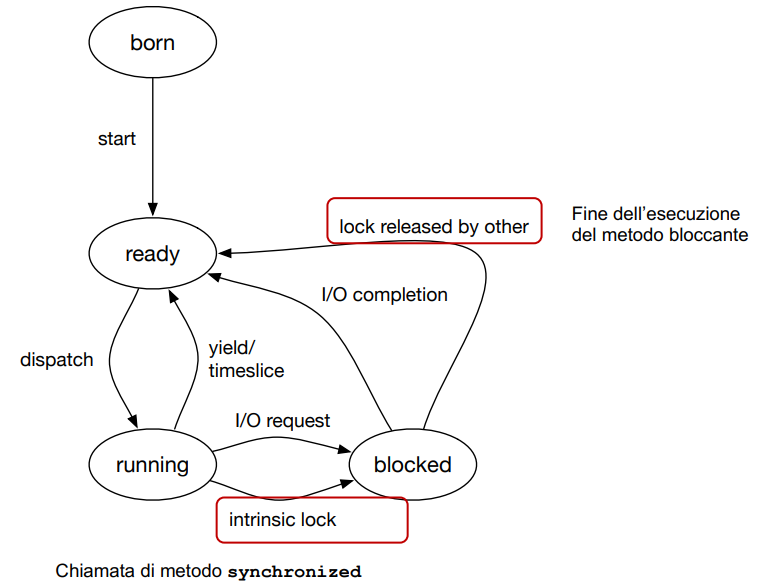 born
start
lock released by other
Fine dell'esecuzione
del metodo bloccante
ready
I/O completion
yield/
timeslice
dispatch
I/O request
running
blocked
intrinsic lock
Chiamata di metodo synchronized